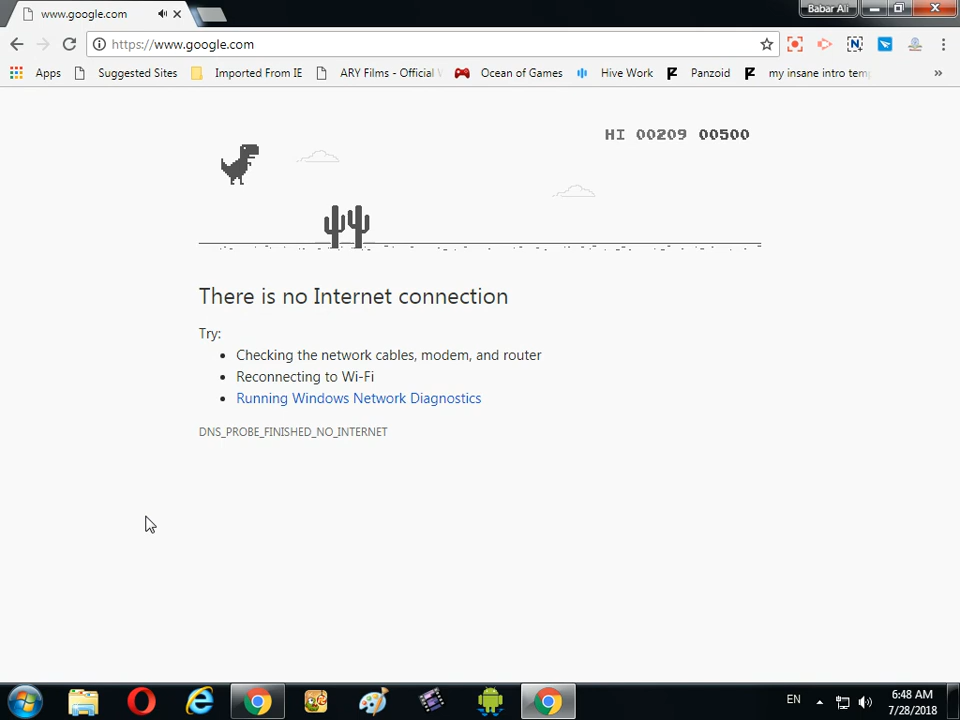 www.google.com
Babar Ali
https://www.google.com
Apps Suggested Sites Imported From IE ARY Films - Official Ocean of Games Hive Work Panzoid my insane intro tem
HI 00209 00500
There is no Internet connection
Try:
Checking the network cables, modem, and router
Reconnecting to Wi-Fi
Running Windows Network Diagnostics
DNS_PROBE_FINISHED_NO_INTERNET
EN
6:48 AM
7/28/2018